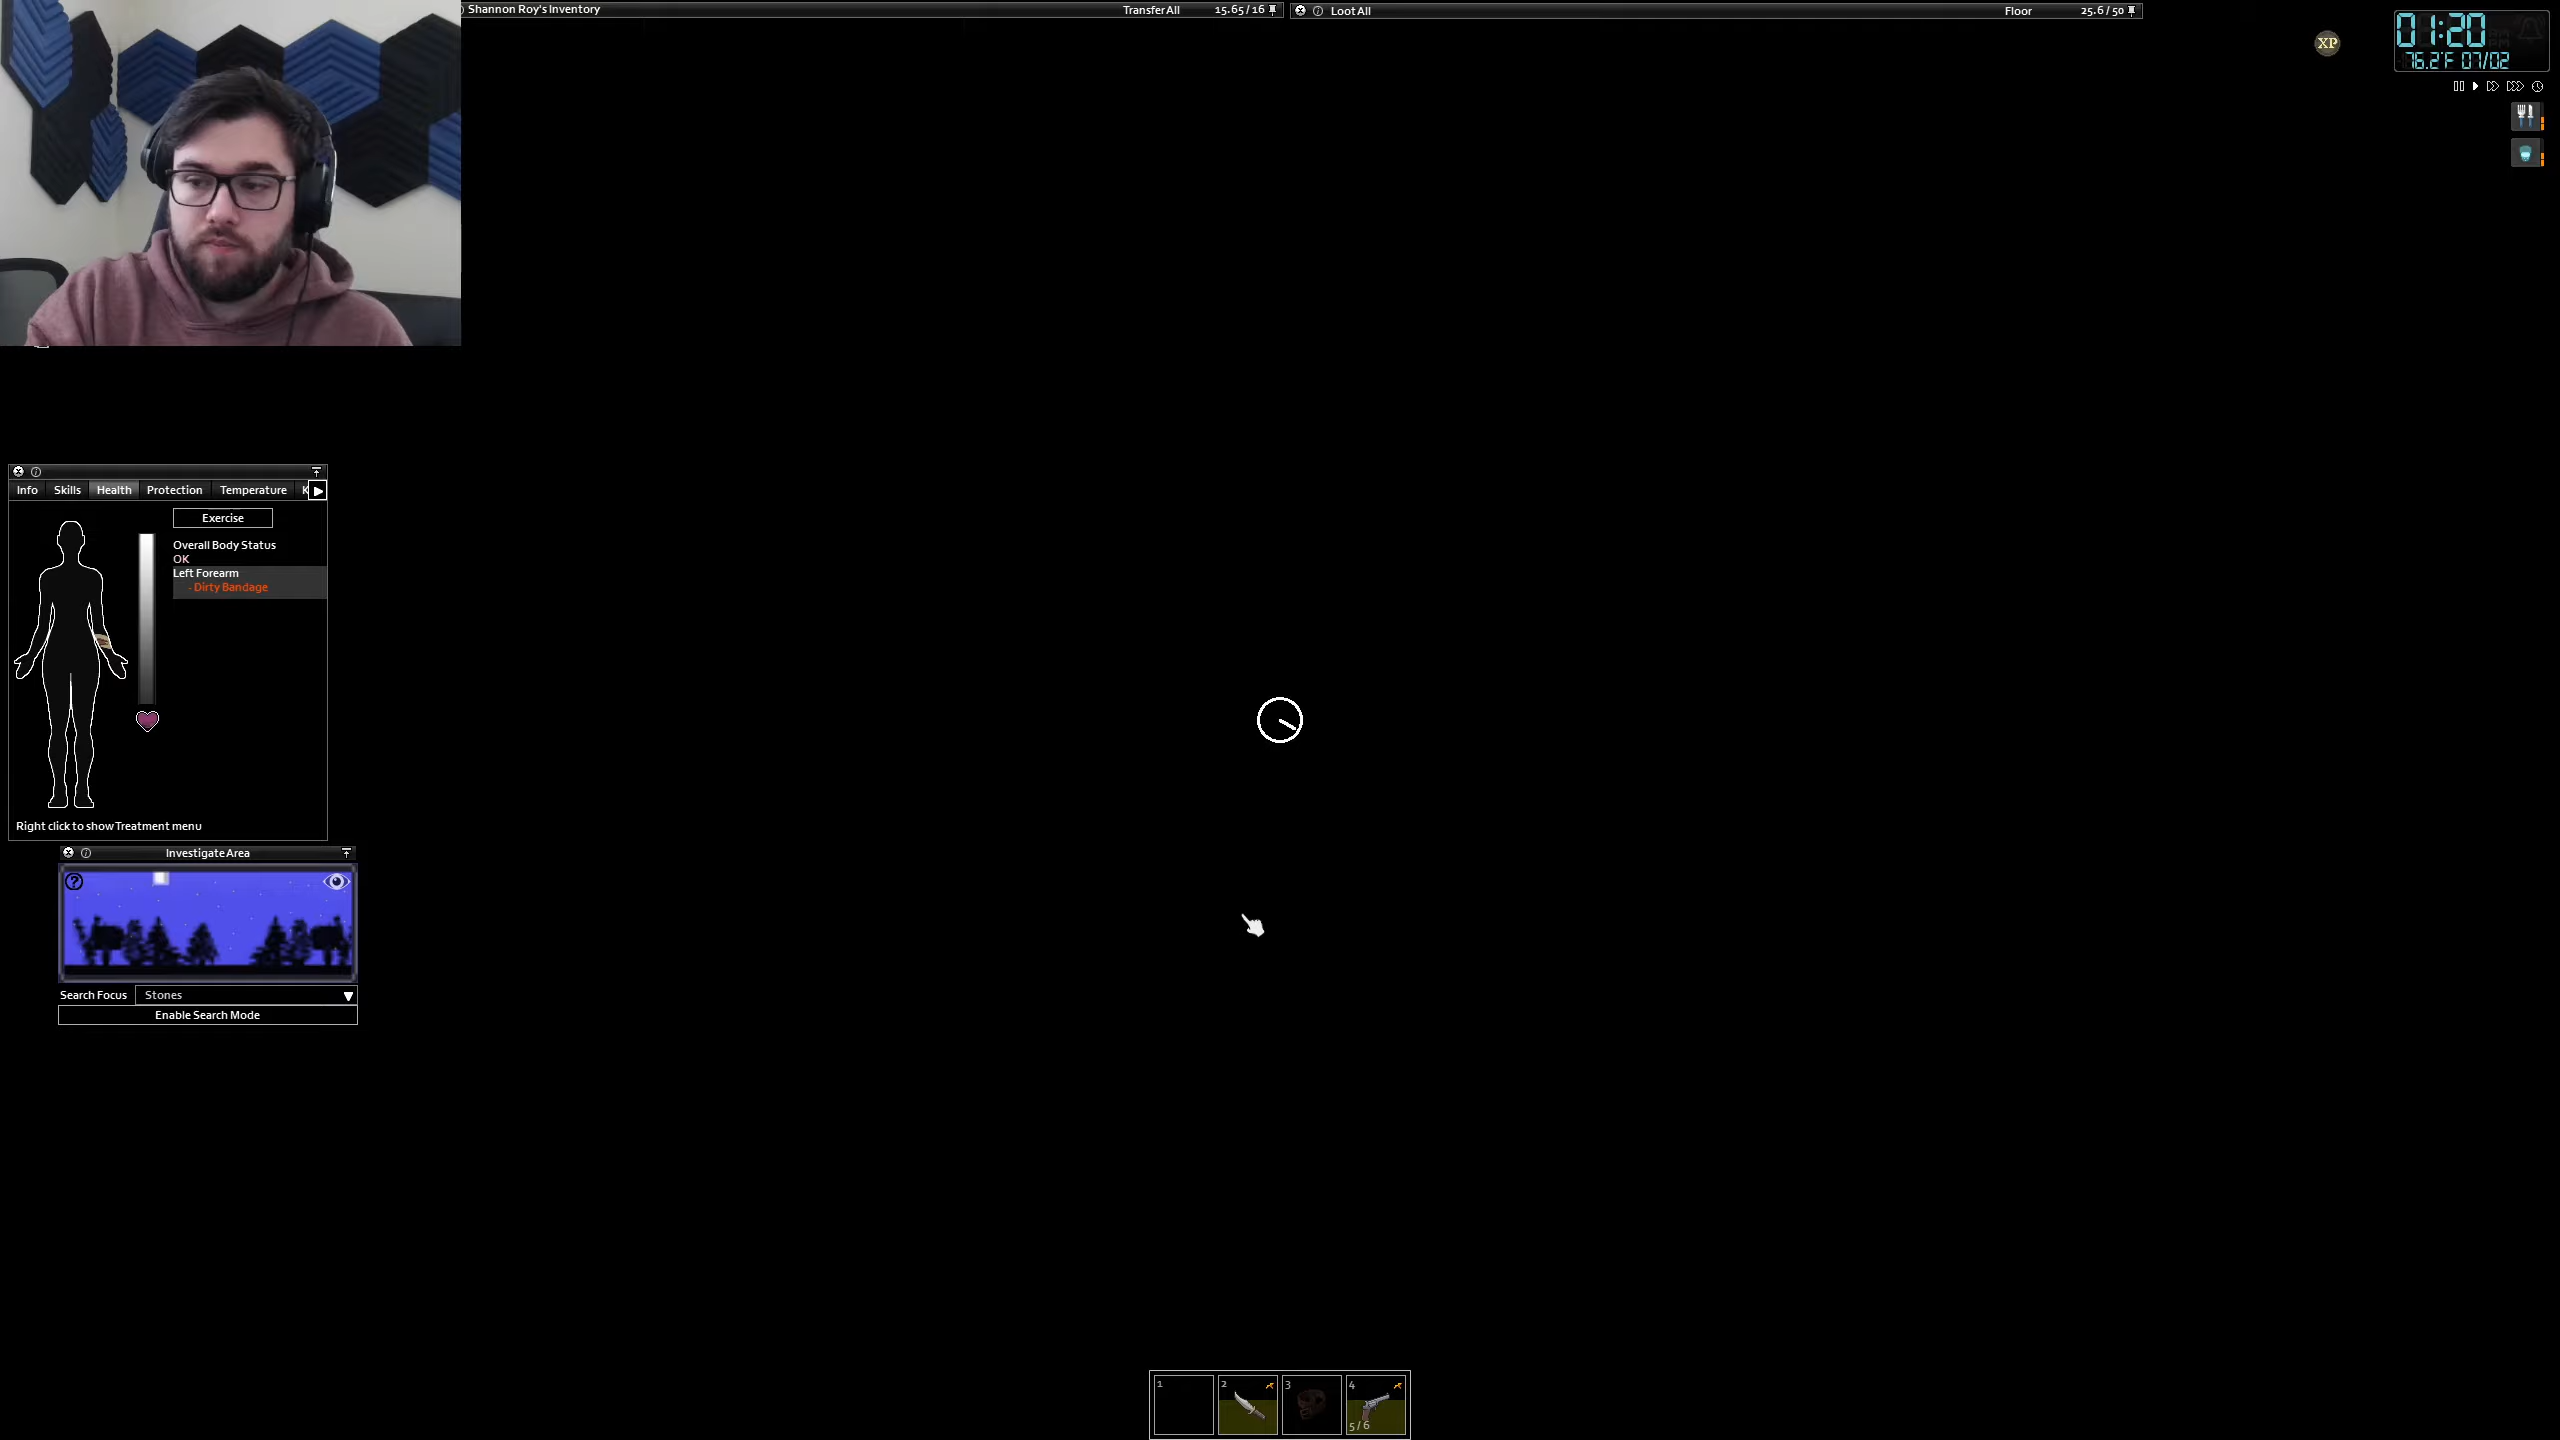 Shannon Roy's Inventory Transfer All 15.65 / 16
Loot All Floor 25.6 / 50
XP
01:20
76.2°F 07/02
Info Skills Health Protection Temperature K
Exercise
Overall Body Status
OK
Left Forearm
- Dirty Bandage
Right click to show Treatment menu
Investigate Area
?
Search Focus Stones
Enable Search Mode
1 2 3 4
5 / 6